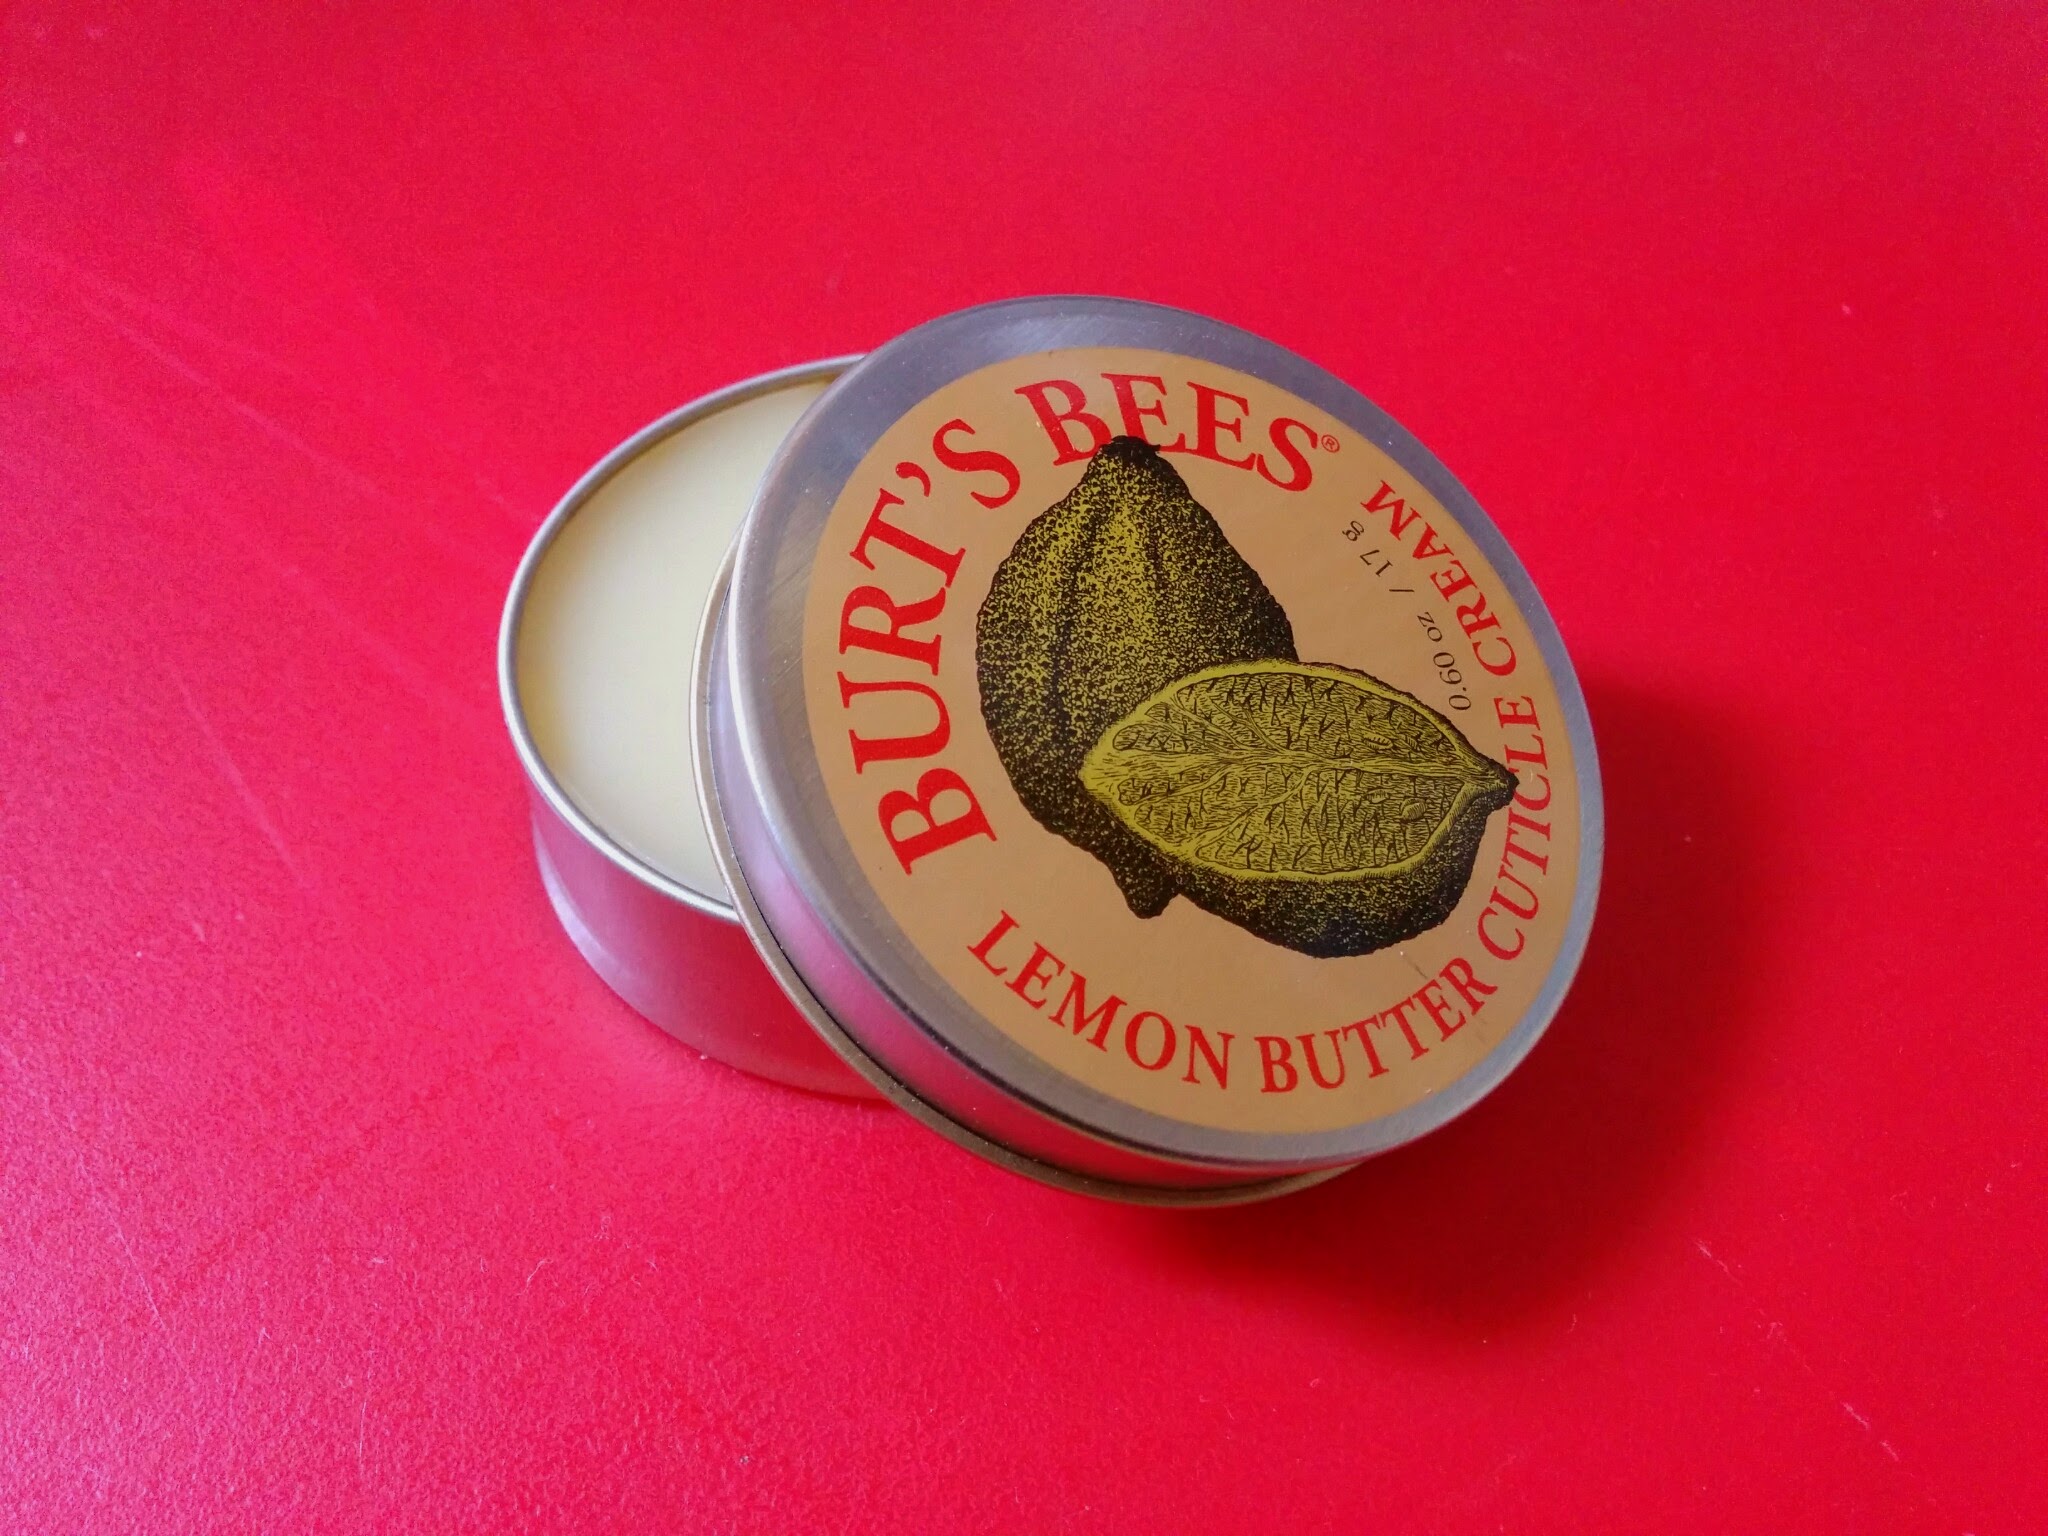 BURT'S BEES®
LEMON BUTTER CUTICLE CREAM
0.60 oz / 17 g